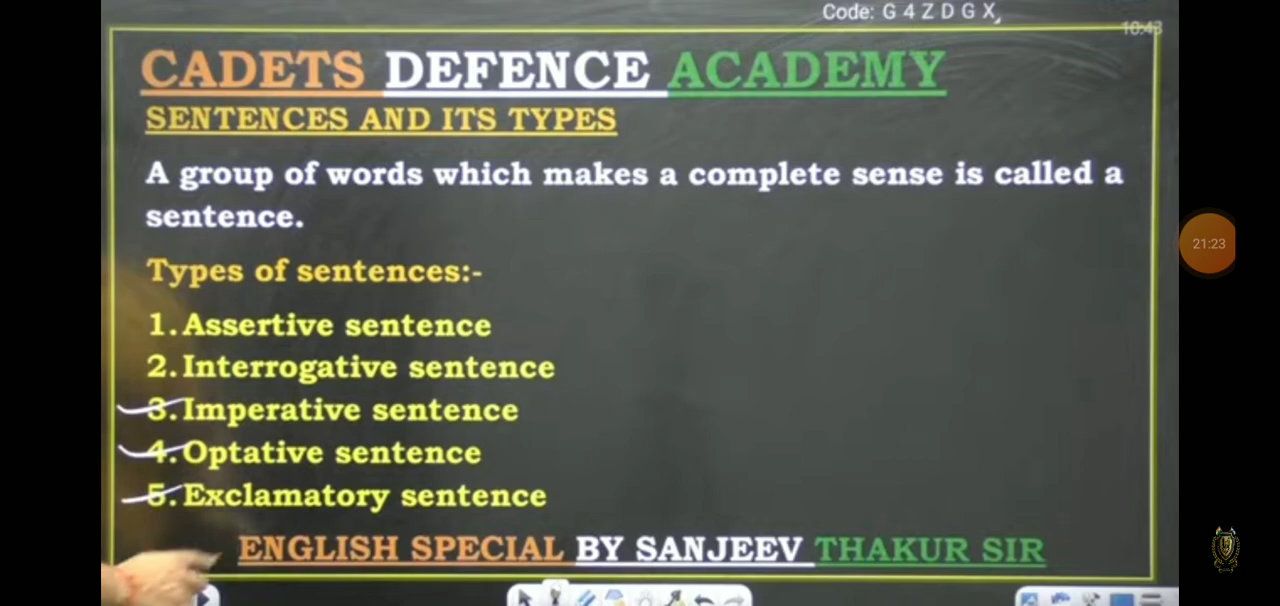 Code: G 4 Z D G X
10:43
CADETS DEFENCE ACADEMY
SENTENCES AND ITS TYPES
A group of words which makes a complete sense is called a
sentence.
21:23
Types of sentences:-
1. Assertive sentence
2. Interrogative sentence
3. Imperative sentence
4. Optative sentence
5. Exclamatory sentence
ENGLISH SPECIAL BY SANJEEV THAKUR SIR